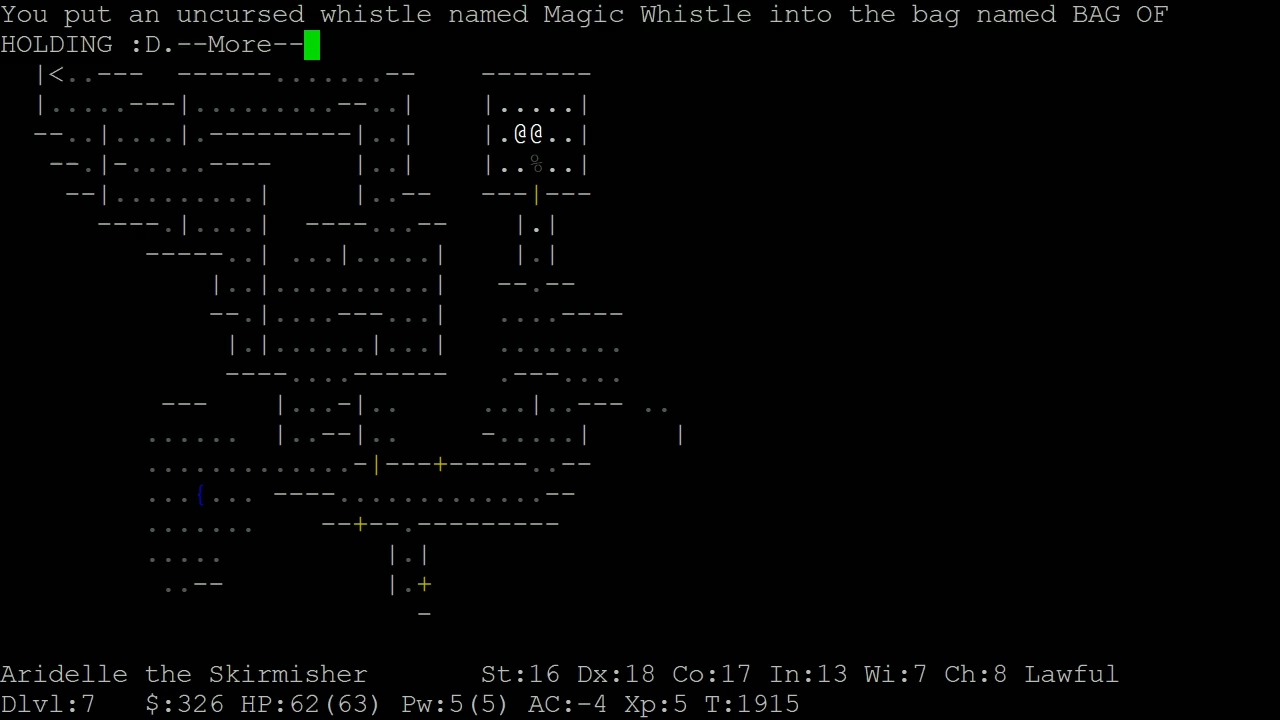 You put an uncursed whistle named Magic Whistle into the bag named BAG OF
HOLDING :D.--More--
|<..---  ------.......--    -------
|.....---|.........--..|    |.....|
--..|....|.---------|..|    |.@@..|
--.|-.....----     |..|    |..%..|
--|.........|     |..--   ---|---
----.|....|  ----...--    |.|
-----..| ...|.....|    |.|
|..|..........|   --.--
--.|....---...|   ....----
|.|......|...|   ........
----....------   .---....
---    |...-|..     ...|..--- ..
...... |..--|..     -.....|      |
.............-|---+-----..--
...{... ----.............--
.......    --+--.---------
.....          |.|
..--          |.+
-
Aridelle the Skirmisher       St:16 Dx:18 Co:17 In:13 Wi:7 Ch:8 Lawful
Dlvl:7   $:326 HP:62(63) Pw:5(5) AC:-4 Xp:5 T:1915